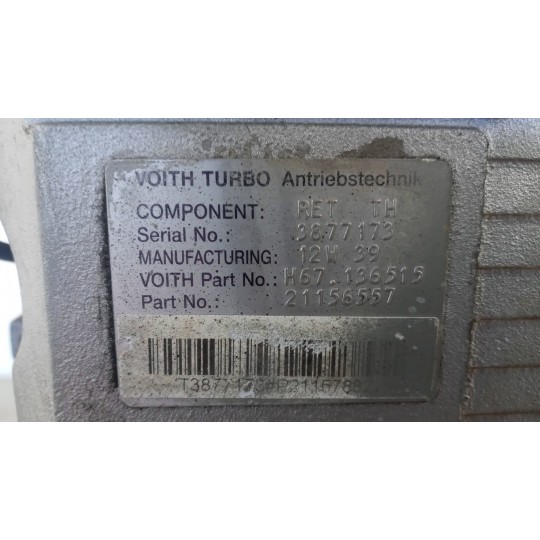 VOITH TURBO Antriebstechnik
COMPONENT: RET TH
Serial No.: 3877173
MANUFACTURING: 12W 39
VOITH Part No.: H67.136515
Part No.: 21156557